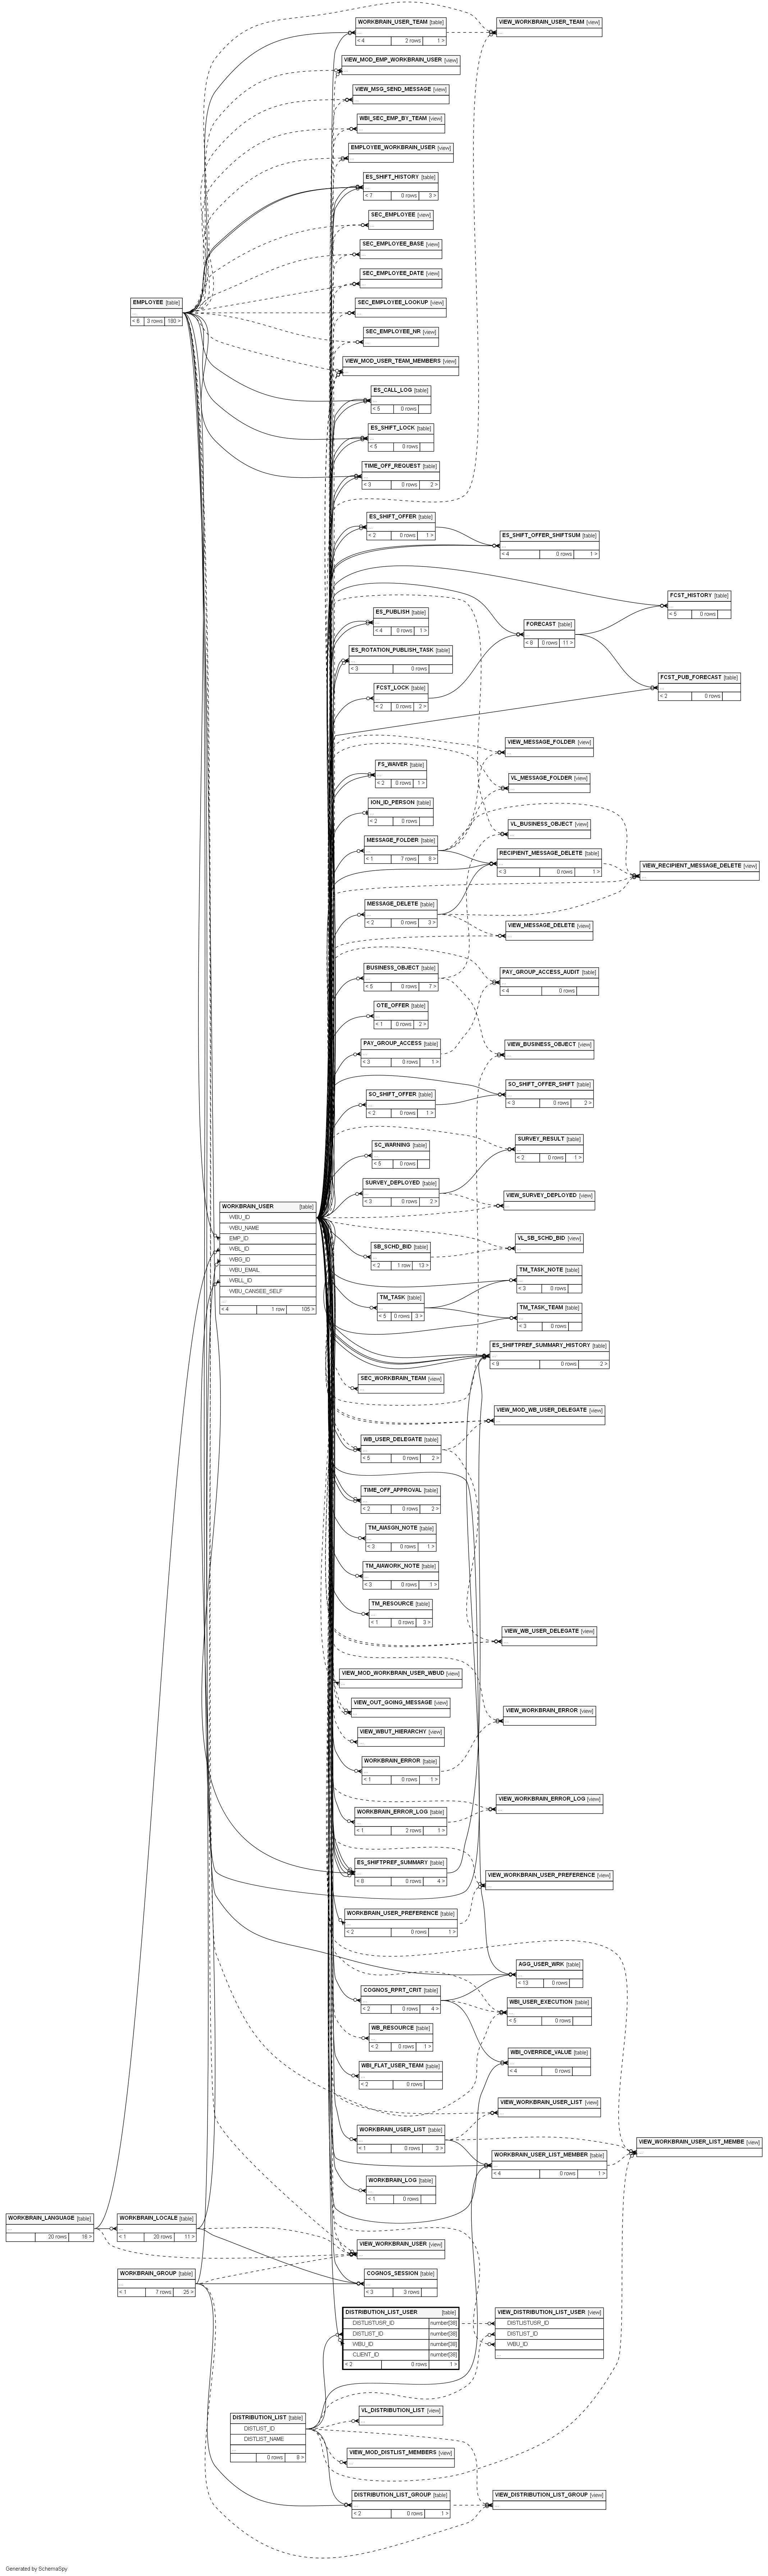 WORKBRAIN_USER_TEAM [table]
...
< 4 2 rows 1 >
VIEW_WORKBRAIN_USER_TEAM [view]
...
VIEW_MOD_EMP_WORKBRAIN_USER [view]
...
VIEW_MSG_SEND_MESSAGE [view]
...
WBI_SEC_EMP_BY_TEAM [view]
...
EMPLOYEE_WORKBRAIN_USER [view]
...
ES_SHIFT_HISTORY [table]
...
< 7 0 rows 3 >
SEC_EMPLOYEE [view]
...
SEC_EMPLOYEE_BASE [view]
...
SEC_EMPLOYEE_DATE [view]
...
EMPLOYEE [table]
...
< 6 3 rows 180 >
SEC_EMPLOYEE_LOOKUP [view]
...
SEC_EMPLOYEE_NR [view]
...
VIEW_MOD_USER_TEAM_MEMBERS [view]
...
ES_CALL_LOG [table]
...
< 5 0 rows
ES_SHIFT_LOCK [table]
...
< 5 0 rows
TIME_OFF_REQUEST [table]
...
< 3 0 rows 2 >
ES_SHIFT_OFFER [table]
...
< 2 0 rows 1 >
ES_SHIFT_OFFER_SHIFTSUM [table]
...
< 4 0 rows 1 >
FCST_HISTORY [table]
...
< 5 0 rows
ES_PUBLISH [table]
...
< 4 0 rows 1 >
FORECAST [table]
...
< 8 0 rows 11 >
ES_ROTATION_PUBLISH_TASK [table]
...
< 3 0 rows
FCST_LOCK [table]
...
< 2 0 rows 2 >
FCST_PUB_FORECAST [table]
...
< 2 0 rows
VIEW_MESSAGE_FOLDER [view]
...
FS_WAIVER [table]
...
< 2 0 rows 1 >
VL_MESSAGE_FOLDER [view]
...
ION_ID_PERSON [table]
...
< 2 0 rows
VL_BUSINESS_OBJECT [view]
...
MESSAGE_FOLDER [table]
...
< 1 7 rows 8 >
RECIPIENT_MESSAGE_DELETE [table]
...
< 3 0 rows 1 >
VIEW_RECIPIENT_MESSAGE_DELETE [view]
...
MESSAGE_DELETE [table]
...
< 2 0 rows 3 >
VIEW_MESSAGE_DELETE [view]
...
BUSINESS_OBJECT [table]
...
< 5 0 rows 7 >
PAY_GROUP_ACCESS_AUDIT [table]
...
< 4 0 rows
OTE_OFFER [table]
...
< 1 0 rows 2 >
PAY_GROUP_ACCESS [table]
...
< 3 0 rows 1 >
VIEW_BUSINESS_OBJECT [view]
...
SO_SHIFT_OFFER [table]
...
< 2 0 rows 1 >
SO_SHIFT_OFFER_SHIFT [table]
...
< 3 0 rows 2 >
SC_WARNING [table]
...
< 5 0 rows
SURVEY_RESULT [table]
...
< 2 0 rows 1 >
SURVEY_DEPLOYED [table]
...
< 3 0 rows 2 >
VIEW_SURVEY_DEPLOYED [view]
...
WORKBRAIN_USER [table]
WBU_ID
WBU_NAME
EMP_ID
WBL_ID
WBG_ID
WBU_EMAIL
WBLL_ID
WBU_CANSEE_SELF
...
< 4 1 row 105 >
SB_SCHD_BID [table]
...
< 2 1 row 13 >
VL_SB_SCHD_BID [view]
...
TM_TASK_NOTE [table]
...
< 3 0 rows
TM_TASK [table]
...
< 5 0 rows 3 >
TM_TASK_TEAM [table]
...
< 3 0 rows
ES_SHIFTPREF_SUMMARY_HISTORY [table]
...
< 9 0 rows 2 >
SEC_WORKBRAIN_TEAM [view]
...
VIEW_MOD_WB_USER_DELEGATE [view]
...
WB_USER_DELEGATE [table]
...
< 5 0 rows 2 >
TIME_OFF_APPROVAL [table]
...
< 2 0 rows 2 >
TM_AIASGN_NOTE [table]
...
< 3 0 rows 1 >
TM_AIAWORK_NOTE [table]
...
< 3 0 rows 1 >
TM_RESOURCE [table]
...
< 1 0 rows 3 >
VIEW_WB_USER_DELEGATE [view]
...
VIEW_MOD_WORKBRAIN_USER_WBUD [view]
...
VIEW_OUT_GOING_MESSAGE [view]
...
VIEW_WORKBRAIN_ERROR [view]
...
VIEW_WBUT_HIERARCHY [view]
...
WORKBRAIN_ERROR [table]
...
< 1 0 rows 1 >
VIEW_WORKBRAIN_ERROR_LOG [view]
...
WORKBRAIN_ERROR_LOG [table]
...
< 1 2 rows 1 >
ES_SHIFTPREF_SUMMARY [table]
...
< 8 0 rows 4 >
VIEW_WORKBRAIN_USER_PREFERENCE [view]
...
WORKBRAIN_USER_PREFERENCE [table]
...
< 2 0 rows 1 >
AGG_USER_WRK [table]
...
< 13 0 rows
COGNOS_RPRT_CRIT [table]
...
< 2 0 rows 4 >
WBI_USER_EXECUTION [table]
...
< 5 0 rows
WB_RESOURCE [table]
...
< 2 0 rows 1 >
WBI_OVERRIDE_VALUE [table]
...
< 4 0 rows
WBI_FLAT_USER_TEAM [table]
...
< 2 0 rows
VIEW_WORKBRAIN_USER_LIST [view]
...
WORKBRAIN_USER_LIST [table]
...
< 1 0 rows 3 >
VIEW_WORKBRAIN_USER_LIST_MEMBE [view]
...
WORKBRAIN_USER_LIST_MEMBER [table]
...
< 4 0 rows 1 >
WORKBRAIN_LOG [table]
...
< 1 0 rows
WORKBRAIN_LANGUAGE [table]
...
20 rows 16 >
WORKBRAIN_LOCALE [table]
...
< 1 20 rows 11 >
VIEW_WORKBRAIN_USER [view]
...
WORKBRAIN_GROUP [table]
...
< 1 7 rows 25 >
COGNOS_SESSION [table]
...
< 3 3 rows
DISTRIBUTION_LIST_USER [table]
DISTLISTUSR_ID number[38]
DISTLIST_ID number[38]
WBU_ID number[38]
CLIENT_ID number[38]
< 2 0 rows 1 >
VIEW_DISTRIBUTION_LIST_USER [view]
DISTLISTUSR_ID
DISTLIST_ID
WBU_ID
...
DISTRIBUTION_LIST [table]
DISTLIST_ID
DISTLIST_NAME
...
0 rows 8 >
VL_DISTRIBUTION_LIST [view]
...
VIEW_MOD_DISTLIST_MEMBERS [view]
...
DISTRIBUTION_LIST_GROUP [table]
...
< 2 0 rows 1 >
VIEW_DISTRIBUTION_LIST_GROUP [view]
...
Generated by SchemaSpy